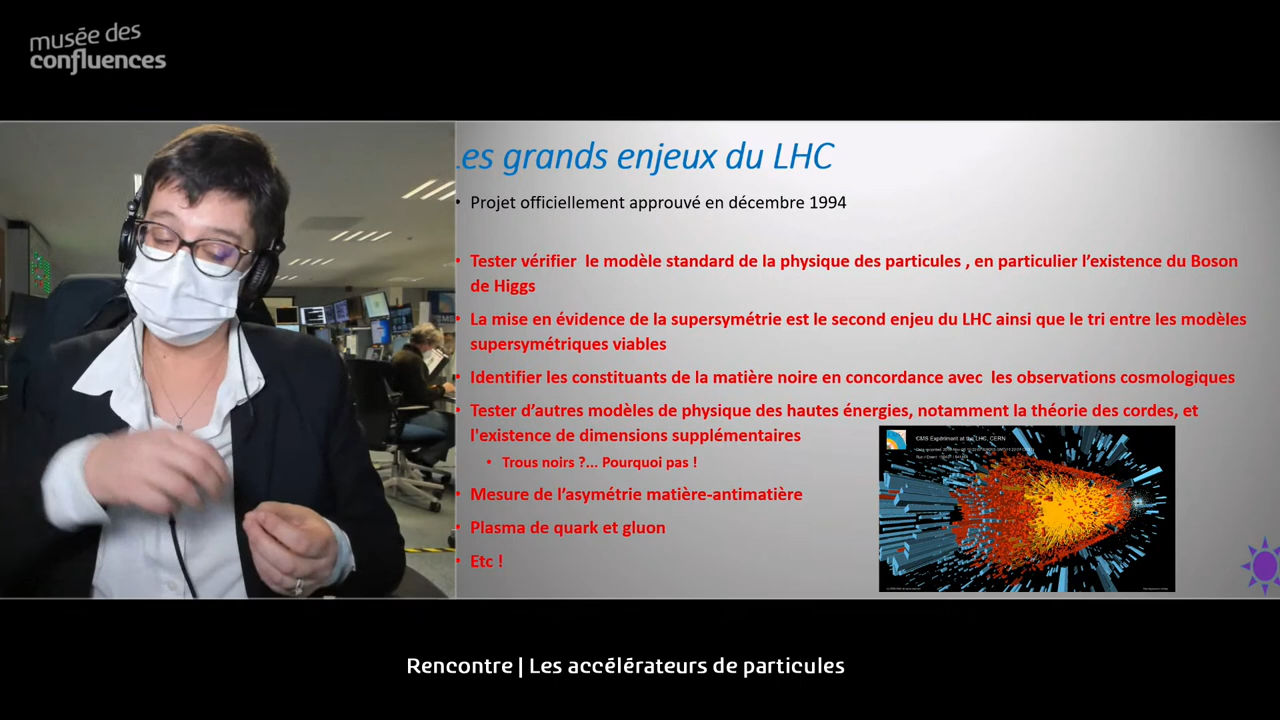 musée des
confluences
es grands enjeux du LHC
• Projet officiellement approuvé en décembre 1994
• Tester vérifier le modèle standard de la physique des particules , en particulier l’existence du Boson
de Higgs
• La mise en évidence de la supersymétrie est le second enjeu du LHC ainsi que le tri entre les modèles
supersymétriques viables
• Identifier les constituants de la matière noire en concordance avec les observations cosmologiques
• Tester d’autres modèles de physique des hautes énergies, notamment la théorie des cordes, et
l'existence de dimensions supplémentaires
• Trous noirs ?... Pourquoi pas !
CMS Experiment at the LHC, CERN
• Mesure de l’asymétrie matière-antimatière
• Plasma de quark et gluon
• Etc !
Rencontre | Les accélérateurs de particules